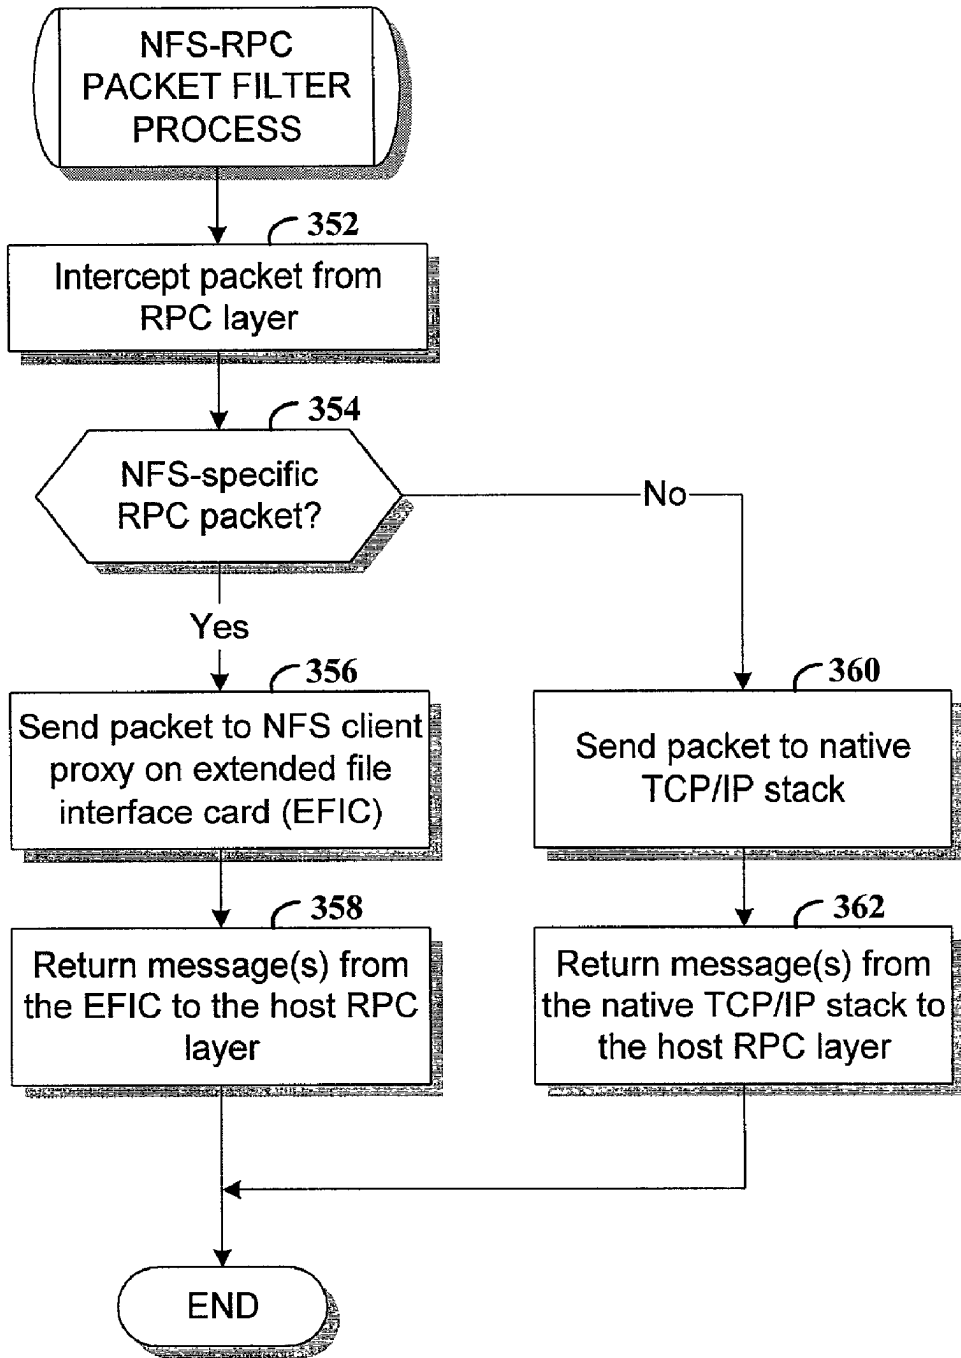 NFS-RPC
PACKET FILTER
PROCESS
352
Intercept packet from
RPC layer
354
NFS-specific
RPC packet?
No
Yes
356
Send packet to NFS client
proxy on extended file
interface card (EFIC)
360
Send packet to native
TCP/IP stack
358
Return message(s) from
the EFIC to the host RPC
layer
362
Return message(s) from
the native TCP/IP stack to
the host RPC layer
END